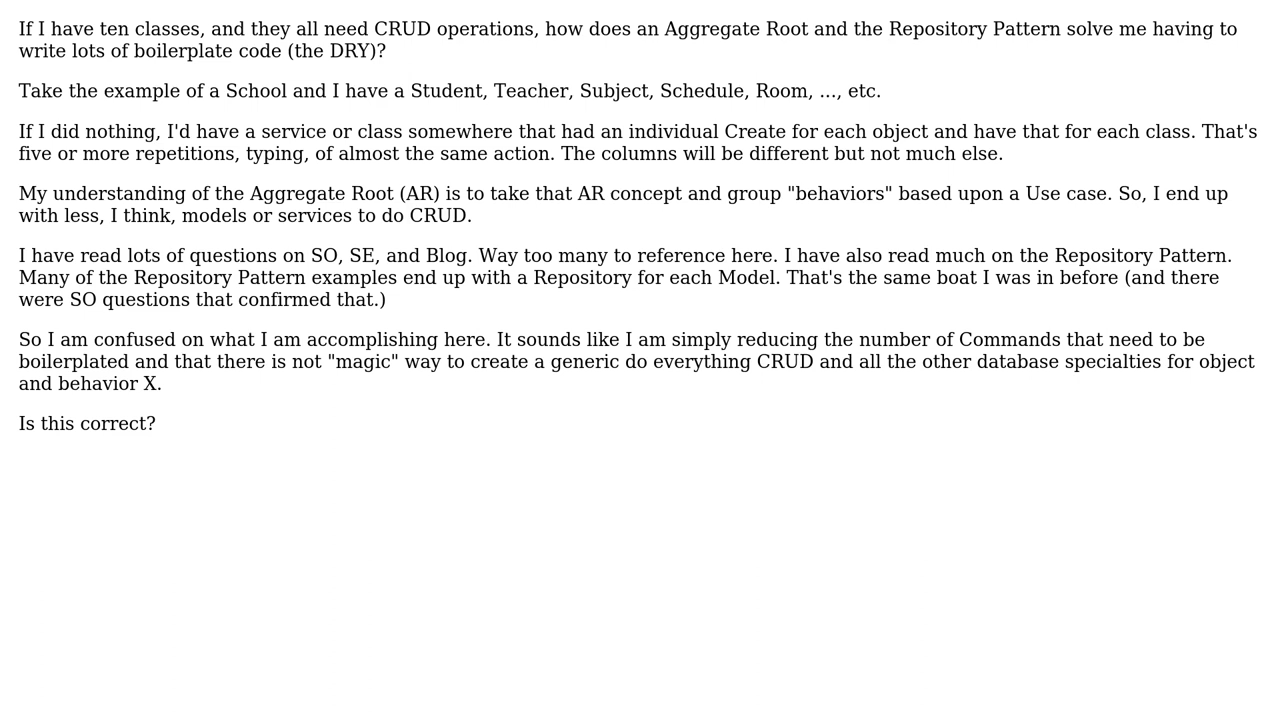 If I have ten classes, and they all need CRUD operations, how does an Aggregate Root and the Repository Pattern solve me having to
write lots of boilerplate code (the DRY)?
Take the example of a School and I have a Student, Teacher, Subject, Schedule, Room, ..., etc.
If I did nothing, I'd have a service or class somewhere that had an individual Create for each object and have that for each class. That's
five or more repetitions, typing, of almost the same action. The columns will be different but not much else.
My understanding of the Aggregate Root (AR) is to take that AR concept and group "behaviors" based upon a Use case. So, I end up
with less, I think, models or services to do CRUD.
I have read lots of questions on SO, SE, and Blog. Way too many to reference here. I have also read much on the Repository Pattern.
Many of the Repository Pattern examples end up with a Repository for each Model. That's the same boat I was in before (and there
were SO questions that confirmed that.)
So I am confused on what I am accomplishing here. It sounds like I am simply reducing the number of Commands that need to be
boilerplated and that there is not "magic" way to create a generic do everything CRUD and all the other database specialties for object
and behavior X.
Is this correct?